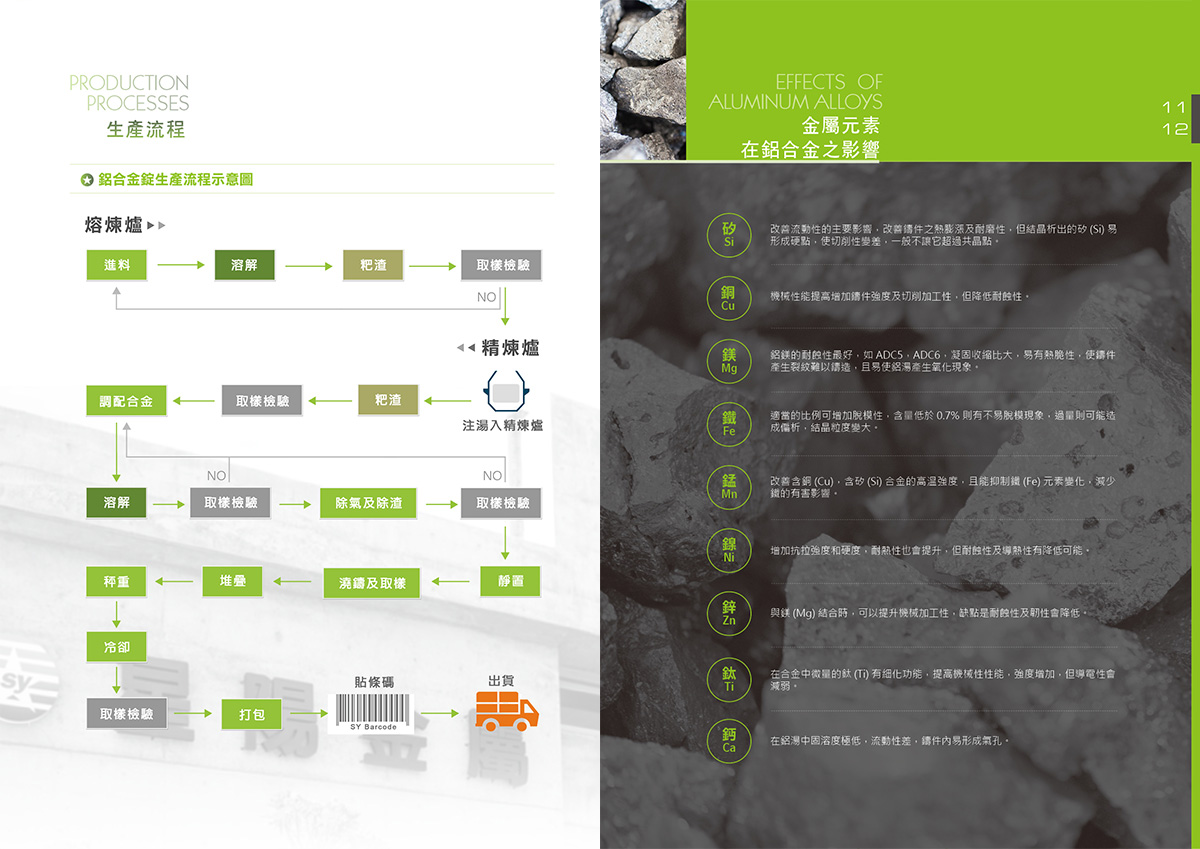 PRODUCTION
PROCESSES
生產流程
鋁合金錠生產流程示意圖
熔煉爐
進料
溶解
粑渣
取樣檢驗
NO
精煉爐
調配合金
取樣檢驗
粑渣
注湯入精煉爐
NO
NO
溶解
取樣檢驗
除氣及除渣
取樣檢驗
秤重
堆疊
澆鑄及取樣
靜置
冷卻
sy
星陽金屬
取樣檢驗
打包
貼條碼
SY Barcode
出貨
EFFECTS OF
ALUMINUM ALLOYS
金屬元素
在鋁合金之影響
11
12
矽
Si
改善流動性的主要影響，改善鑄件之熱膨漲及耐磨性，但結晶析出的矽 (Si) 易
形成硬點，使切削性變差，一般不讓它超過共晶點。
銅
Cu
機械性能提高增加鑄件強度及切削加工性，但降低耐蝕性。
鎂
Mg
鋁鎂的耐蝕性最好，如 ADC5，ADC6，凝固收縮比大，易有熱脆性，使鑄件
產生裂紋難以鑄造，且易使鋁湯產生氧化現象。
鐵
Fe
適當的比例可增加脫模性，含量低於 0.7% 則有不易脫模現象，過量則可能造
成偏析，結晶粒度變大。
錳
Mn
改善含銅 (Cu)，含矽 (Si) 合金的高溫強度，且能抑制鐵 (Fe) 元素變化，減少
鐵的有害影響。
鎳
Ni
增加抗拉強度和硬度，耐熱性也會提升，但耐蝕性及導熱性有降低可能。
鋅
Zn
與鎂 (Mg) 結合時，可以提升機械加工性，缺點是耐蝕性及韌性會降低。
鈦
Ti
在合金中微量的鈦 (Ti) 有細化功能，提高機械性性能，強度增加，但導電性會
減弱。
鈣
Ca
在鋁湯中固溶度極低，流動性差，鑄件內易形成氣孔。